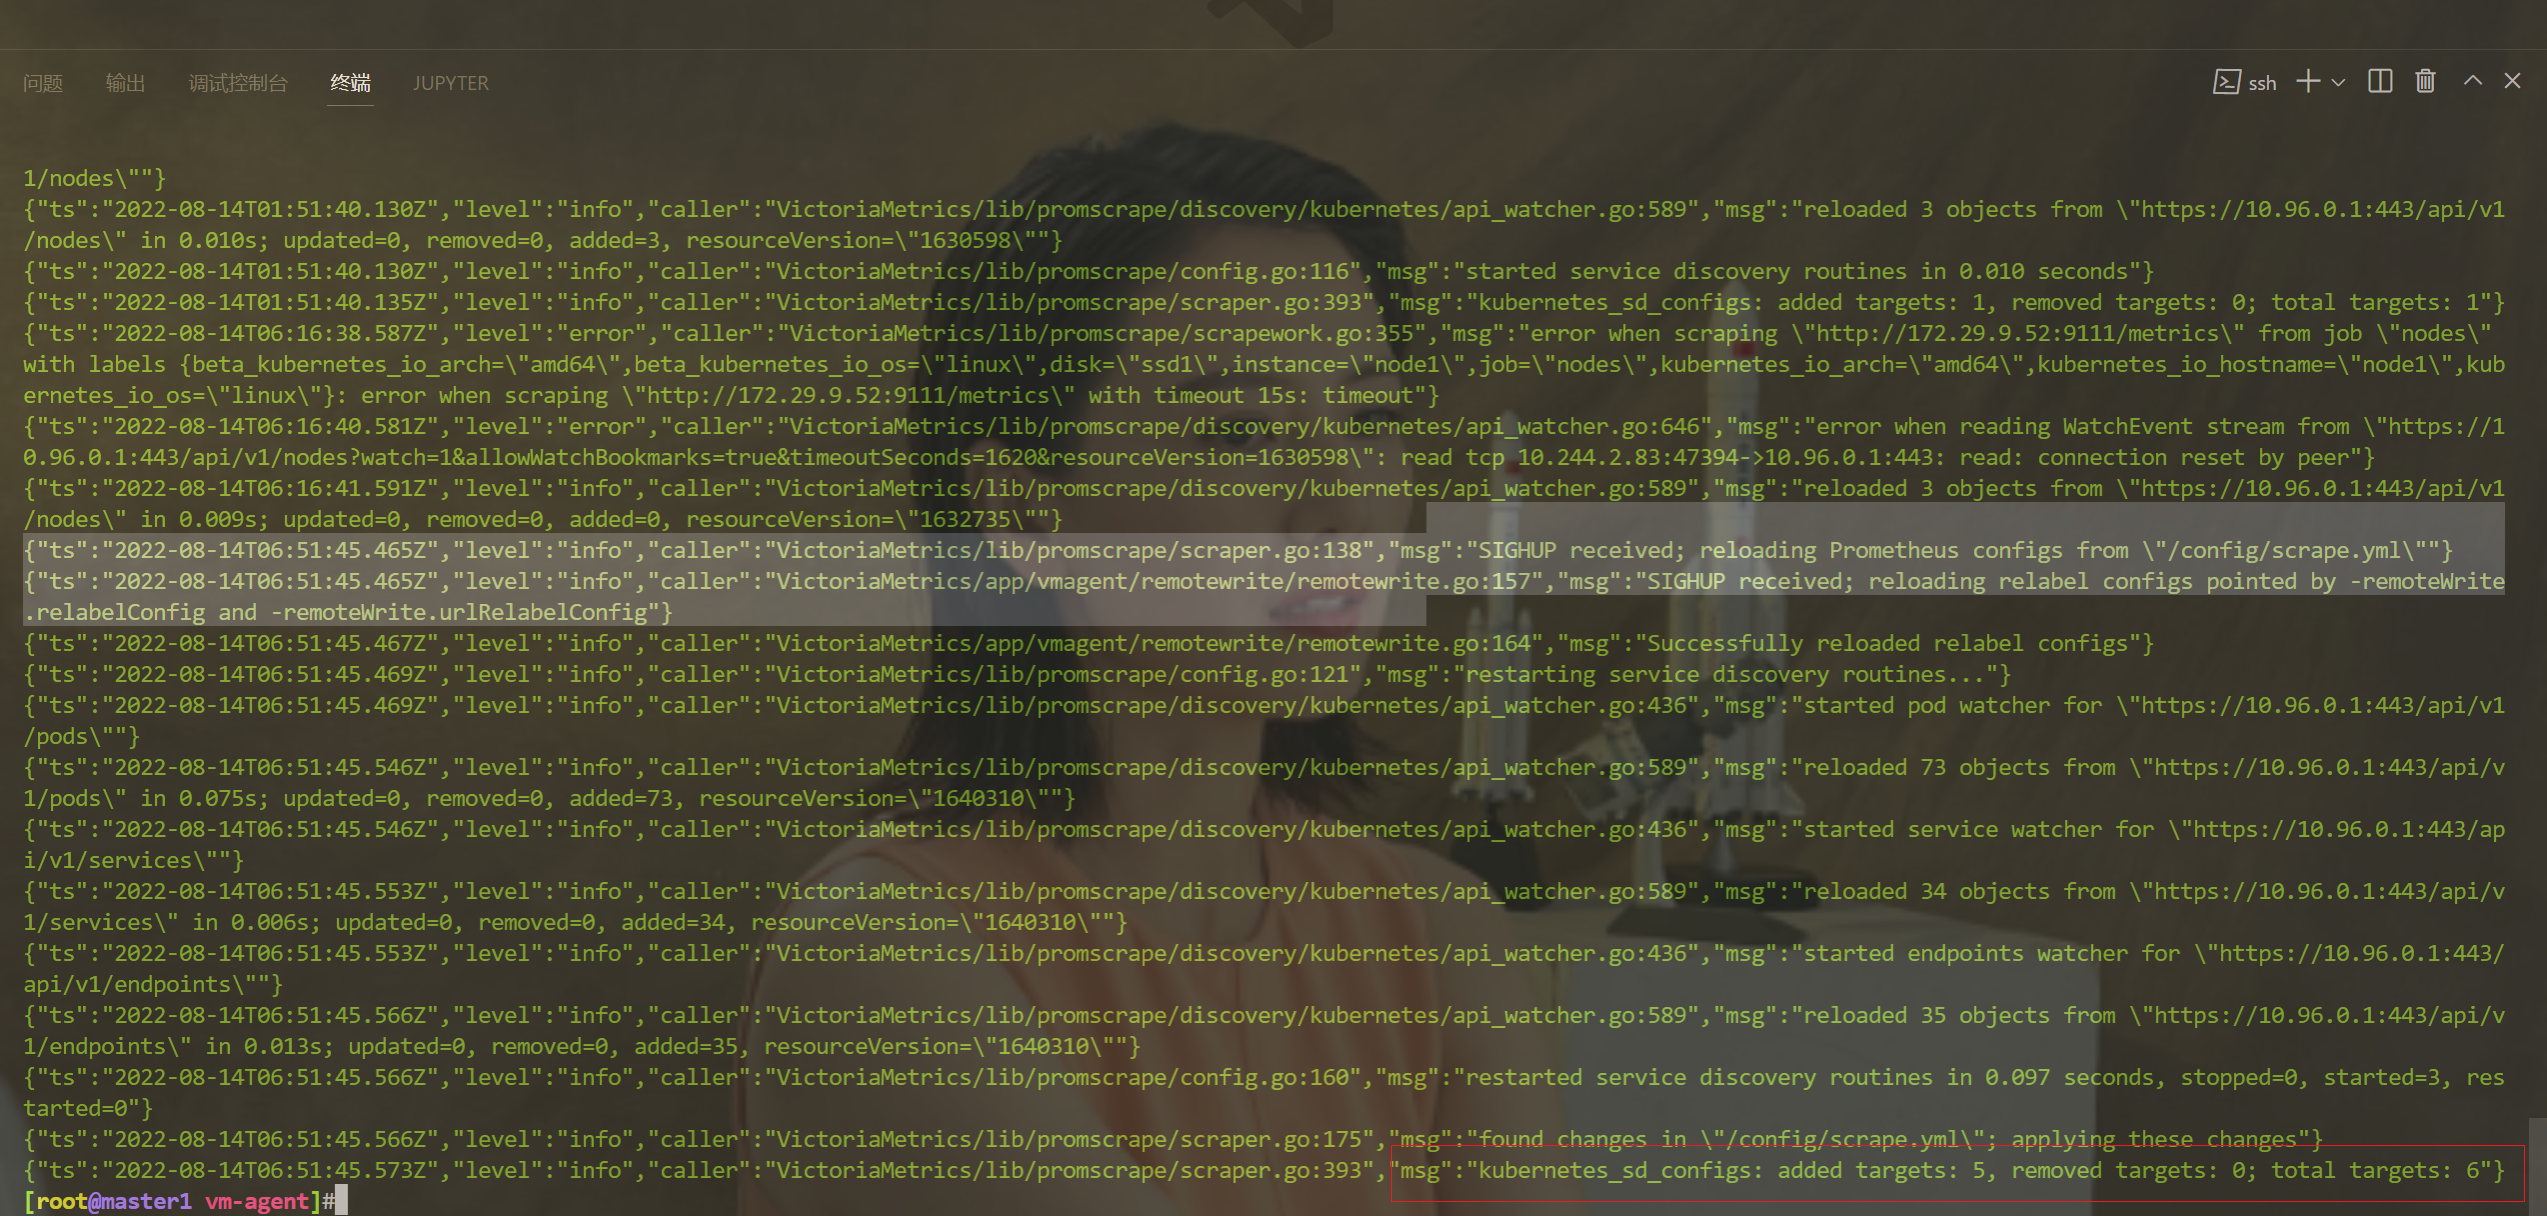 问题 输出 调试控制台 终端 JUPYTER ssh
1/nodes\""}
{"ts":"2022-08-14T01:51:40.130Z","level":"info","caller":"VictoriaMetrics/lib/promscrape/discovery/kubernetes/api_watcher.go:589","msg":"reloaded 3 objects from \"https://10.96.0.1:443/api/v1
/nodes\" in 0.010s; updated=0, removed=0, added=3, resourceVersion=\"1630598\""}
{"ts":"2022-08-14T01:51:40.130Z","level":"info","caller":"VictoriaMetrics/lib/promscrape/config.go:116","msg":"started service discovery routines in 0.010 seconds"}
{"ts":"2022-08-14T01:51:40.135Z","level":"info","caller":"VictoriaMetrics/lib/promscrape/scraper.go:393","msg":"kubernetes_sd_configs: added targets: 1, removed targets: 0; total targets: 1"}
{"ts":"2022-08-14T06:16:38.587Z","level":"error","caller":"VictoriaMetrics/lib/promscrape/scrapework.go:355","msg":"error when scraping \"http://172.29.9.52:9111/metrics\" from job \"nodes\"
with labels {beta_kubernetes_io_arch=\"amd64\",beta_kubernetes_io_os=\"linux\",disk=\"ssd1\",instance=\"node1\",job=\"nodes\",kubernetes_io_arch=\"amd64\",kubernetes_io_hostname=\"node1\",kub
ernetes_io_os=\"linux\"}: error when scraping \"http://172.29.9.52:9111/metrics\" with timeout 15s: timeout"}
{"ts":"2022-08-14T06:16:40.581Z","level":"error","caller":"VictoriaMetrics/lib/promscrape/discovery/kubernetes/api_watcher.go:646","msg":"error when reading WatchEvent stream from \"https://1
0.96.0.1:443/api/v1/nodes?watch=1&allowWatchBookmarks=true&timeoutSeconds=1620&resourceVersion=1630598\": read tcp 10.244.2.83:47394->10.96.0.1:443: read: connection reset by peer"}
{"ts":"2022-08-14T06:16:41.591Z","level":"info","caller":"VictoriaMetrics/lib/promscrape/discovery/kubernetes/api_watcher.go:589","msg":"reloaded 3 objects from \"https://10.96.0.1:443/api/v1
/nodes\" in 0.009s; updated=0, removed=0, added=0, resourceVersion=\"1632735\""}
{"ts":"2022-08-14T06:51:45.465Z","level":"info","caller":"VictoriaMetrics/lib/promscrape/scraper.go:138","msg":"SIGHUP received; reloading Prometheus configs from \"/config/scrape.yml\""}
{"ts":"2022-08-14T06:51:45.465Z","level":"info","caller":"VictoriaMetrics/app/vmagent/remotewrite/remotewrite.go:157","msg":"SIGHUP received; reloading relabel configs pointed by -remoteWrite
.relabelConfig and -remoteWrite.urlRelabelConfig"}
{"ts":"2022-08-14T06:51:45.467Z","level":"info","caller":"VictoriaMetrics/app/vmagent/remotewrite/remotewrite.go:164","msg":"Successfully reloaded relabel configs"}
{"ts":"2022-08-14T06:51:45.469Z","level":"info","caller":"VictoriaMetrics/lib/promscrape/config.go:121","msg":"restarting service discovery routines..."}
{"ts":"2022-08-14T06:51:45.469Z","level":"info","caller":"VictoriaMetrics/lib/promscrape/discovery/kubernetes/api_watcher.go:436","msg":"started pod watcher for \"https://10.96.0.1:443/api/v1
/pods\""}
{"ts":"2022-08-14T06:51:45.546Z","level":"info","caller":"VictoriaMetrics/lib/promscrape/discovery/kubernetes/api_watcher.go:589","msg":"reloaded 73 objects from \"https://10.96.0.1:443/api/v
1/pods\" in 0.075s; updated=0, removed=0, added=73, resourceVersion=\"1640310\""}
{"ts":"2022-08-14T06:51:45.546Z","level":"info","caller":"VictoriaMetrics/lib/promscrape/discovery/kubernetes/api_watcher.go:436","msg":"started service watcher for \"https://10.96.0.1:443/ap
i/v1/services\""}
{"ts":"2022-08-14T06:51:45.553Z","level":"info","caller":"VictoriaMetrics/lib/promscrape/discovery/kubernetes/api_watcher.go:589","msg":"reloaded 34 objects from \"https://10.96.0.1:443/api/v
1/services\" in 0.006s; updated=0, removed=0, added=34, resourceVersion=\"1640310\""}
{"ts":"2022-08-14T06:51:45.553Z","level":"info","caller":"VictoriaMetrics/lib/promscrape/discovery/kubernetes/api_watcher.go:436","msg":"started endpoints watcher for \"https://10.96.0.1:443/
api/v1/endpoints\""}
{"ts":"2022-08-14T06:51:45.566Z","level":"info","caller":"VictoriaMetrics/lib/promscrape/discovery/kubernetes/api_watcher.go:589","msg":"reloaded 35 objects from \"https://10.96.0.1:443/api/v
1/endpoints\" in 0.013s; updated=0, removed=0, added=35, resourceVersion=\"1640310\""}
{"ts":"2022-08-14T06:51:45.566Z","level":"info","caller":"VictoriaMetrics/lib/promscrape/config.go:160","msg":"restarted service discovery routines in 0.097 seconds, stopped=0, started=3, res
tarted=0"}
{"ts":"2022-08-14T06:51:45.566Z","level":"info","caller":"VictoriaMetrics/lib/promscrape/scraper.go:175","msg":"found changes in \"/config/scrape.yml\"; applying these changes"}
{"ts":"2022-08-14T06:51:45.573Z","level":"info","caller":"VictoriaMetrics/lib/promscrape/scraper.go:393","msg":"kubernetes_sd_configs: added targets: 5, removed targets: 0; total targets: 6"}
[root@master1 vm-agent]#